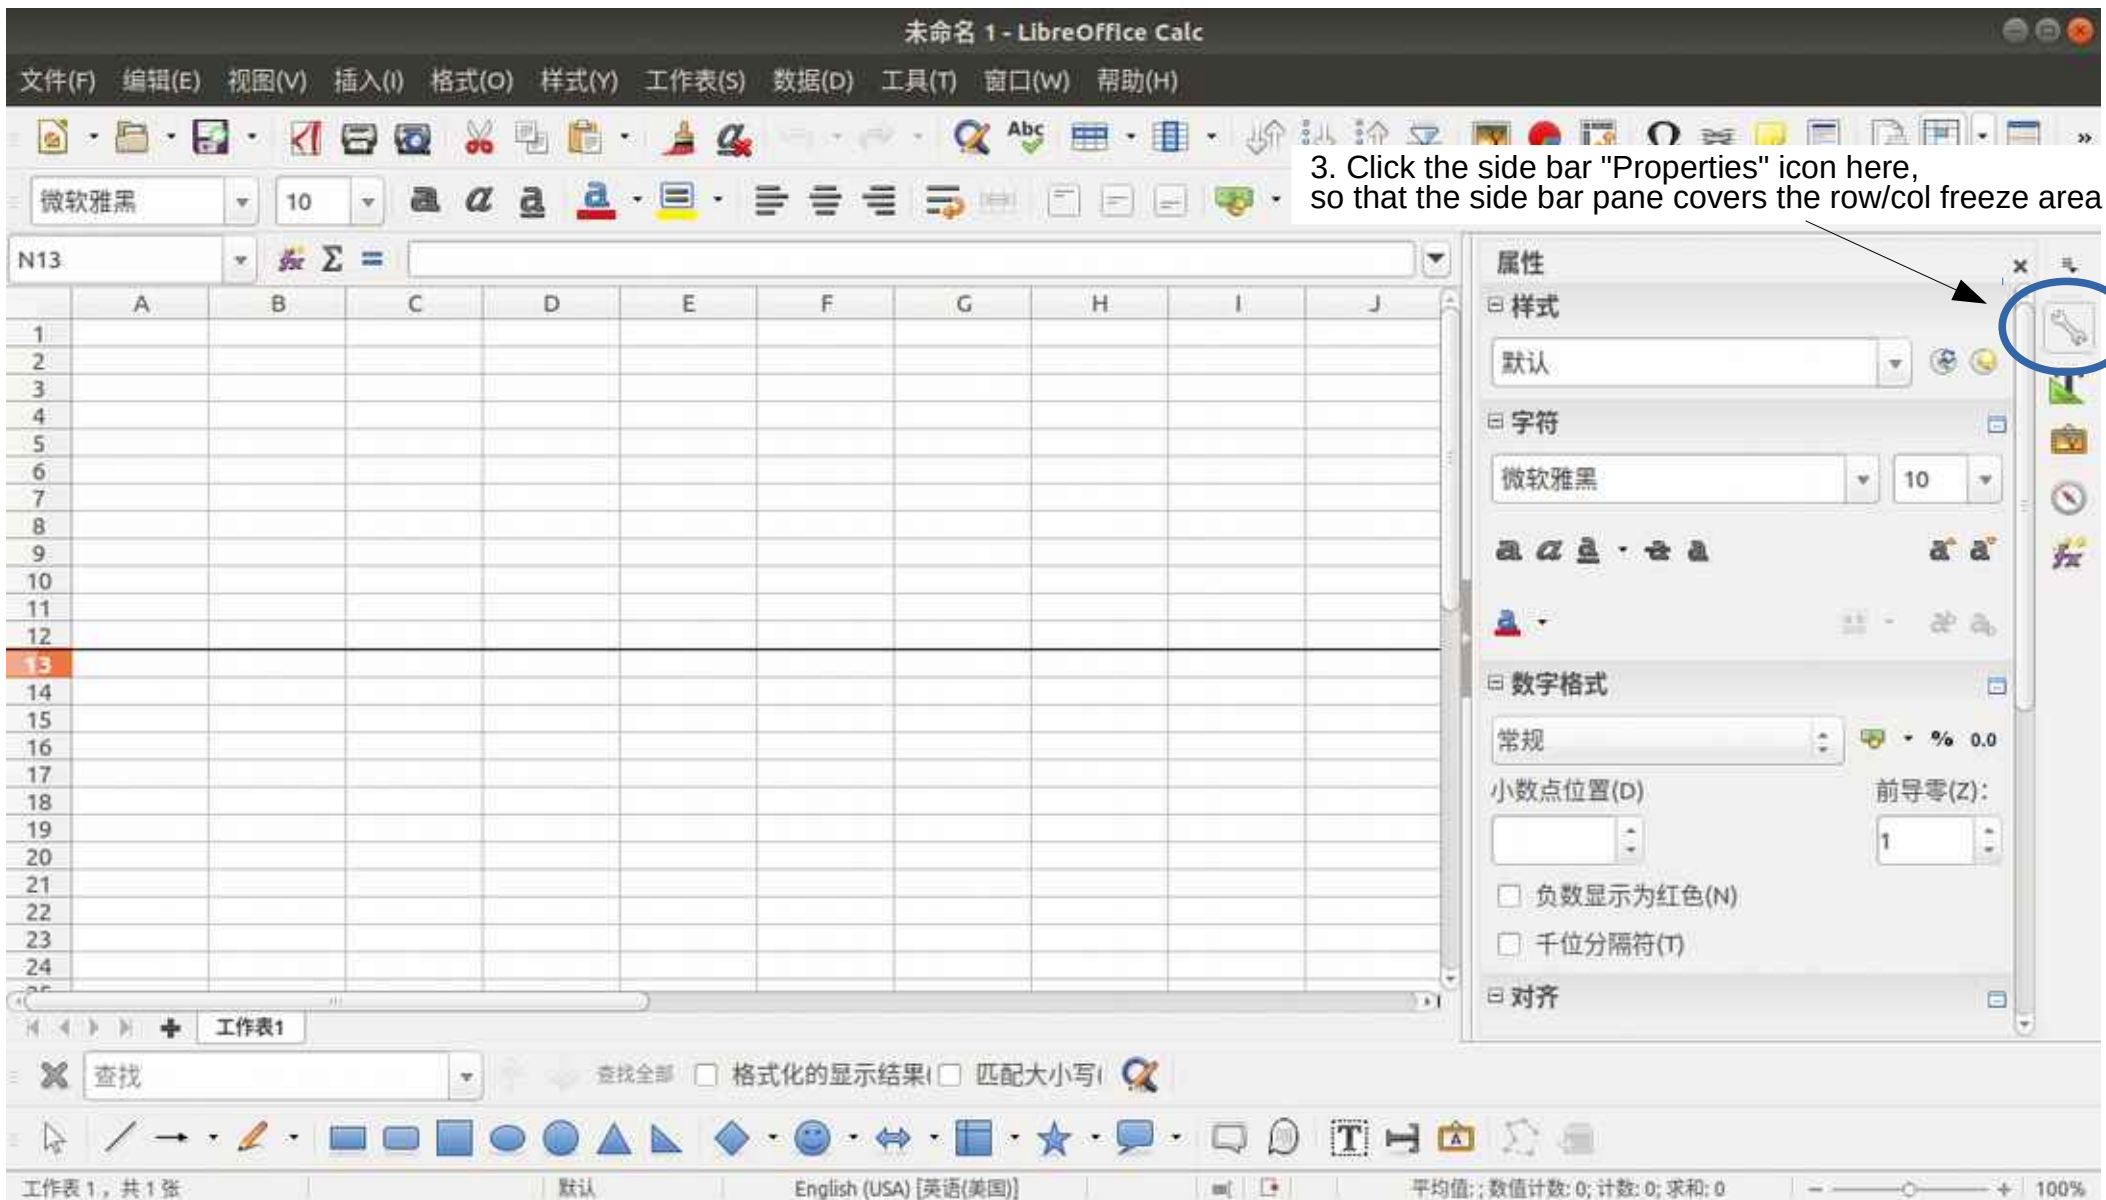 未命名 1 - LibreOffice Calc
文件(F) 编辑(E) 视图(V) 插入(I) 格式(O) 样式(Y) 工作表(S) 数据(D) 工具(T) 窗口(W) 帮助(H)
Abc
3. Click the side bar "Properties" icon here,
so that the side bar pane covers the row/col freeze area
微软雅黑 10
N13
属性
A B C D E F G H I J
样式
1
2
默认
3
4
字符
5
6
微软雅黑 10
7
8
9
10
11
12
13
14
数字格式
15
16
常规 % 0.0
17
18
小数点位置(D) 前导零(Z):
19
20
1
21
22
负数显示为红色(N)
23
24
千位分隔符(T)
对齐
工作表1
查找 查找全部 格式化的显示结果( 匹配大小写(
工作表 1，共 1 张 默认 English (USA) [英语(美国)] 平均值: ; 数值计数: 0; 计数: 0; 求和: 0 100%